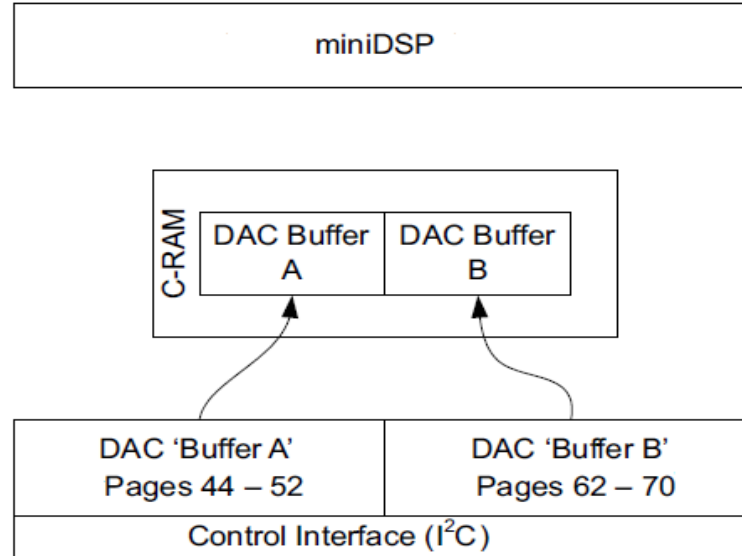 miniDSP
C-RAM
DAC Buffer
A
DAC Buffer
B
DAC ‘Buffer A’
Pages 44 – 52
DAC ‘Buffer B’
Pages 62 – 70
Control Interface (I²C)